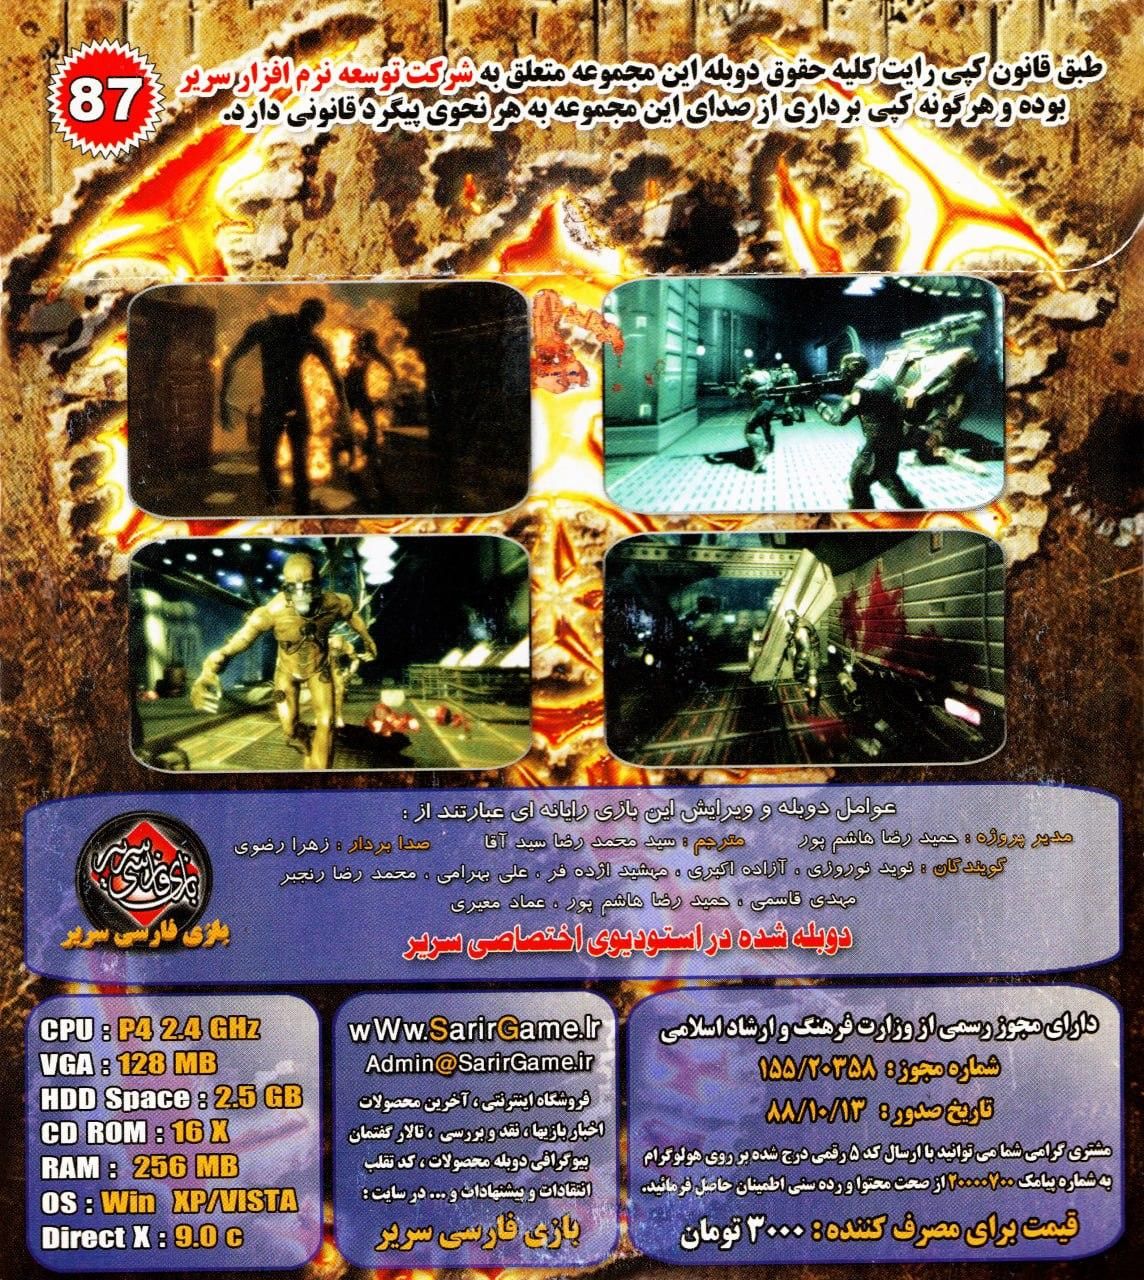 87
طبق قانون کپی رایت کلیه حقوق دوبله این مجموعه متعلق به شرکت توسعه نرم افزار سریر
بوده و هرگونه کپی برداری از صدای این مجموعه به هر نحوی پیگرد قانونی دارد.
عوامل دوبله و ویرایش این بازی رایانه ای عبارتند از :
مدیر پروژه : حمید رضا هاشم پور مترجم : سید محمد رضا سید آقا صدا بردار : زهرا رضوی
گویندگان : نوید نوروزی ، آزاده اکبری ، مهشید اژده فر ، علی بهرامی ، محمد رضا رنجبر
مهدی قاسمی ، حمید رضا هاشم پور ، عماد معیری
دوبله شده در استودیوی اختصاصی سریر
بازی فارسی سریر
بازی فارسی سریر
CPU : P4 2.4 GHz
VGA : 128 MB
HDD Space : 2.5 GB
CD ROM : 16 X
RAM : 256 MB
OS : Win XP/VISTA
Direct X : 9.0 c
wWw.SarirGame.Ir
Admin@SarirGame.ir
فروشگاه اینترنتی ، آخرین محصولات
اخبار بازیها ، نقد و بررسی ، تالار گفتمان
بیوگرافی دوبله محصولات ، کد تقلب
انتقادات و پیشنهادات و ... در سایت :
بازی فارسی سریر
دارای مجوز رسمی از وزارت فرهنگ و ارشاد اسلامی
شماره مجوز : ۱۵۵/۲۰۳۵۸
تاریخ صدور : ۸۸/۱۰/۱۳
مشتری گرامی شما می توانید با ارسال کد ۵ رقمی درج شده بر روی هولوگرام
به شماره پیامک ۲۰۰۰۰۷۰۰ از صحت محتوا و رده سنی اطمینان حاصل فرمائید.
قیمت برای مصرف کننده : ۳۰۰۰ تومان